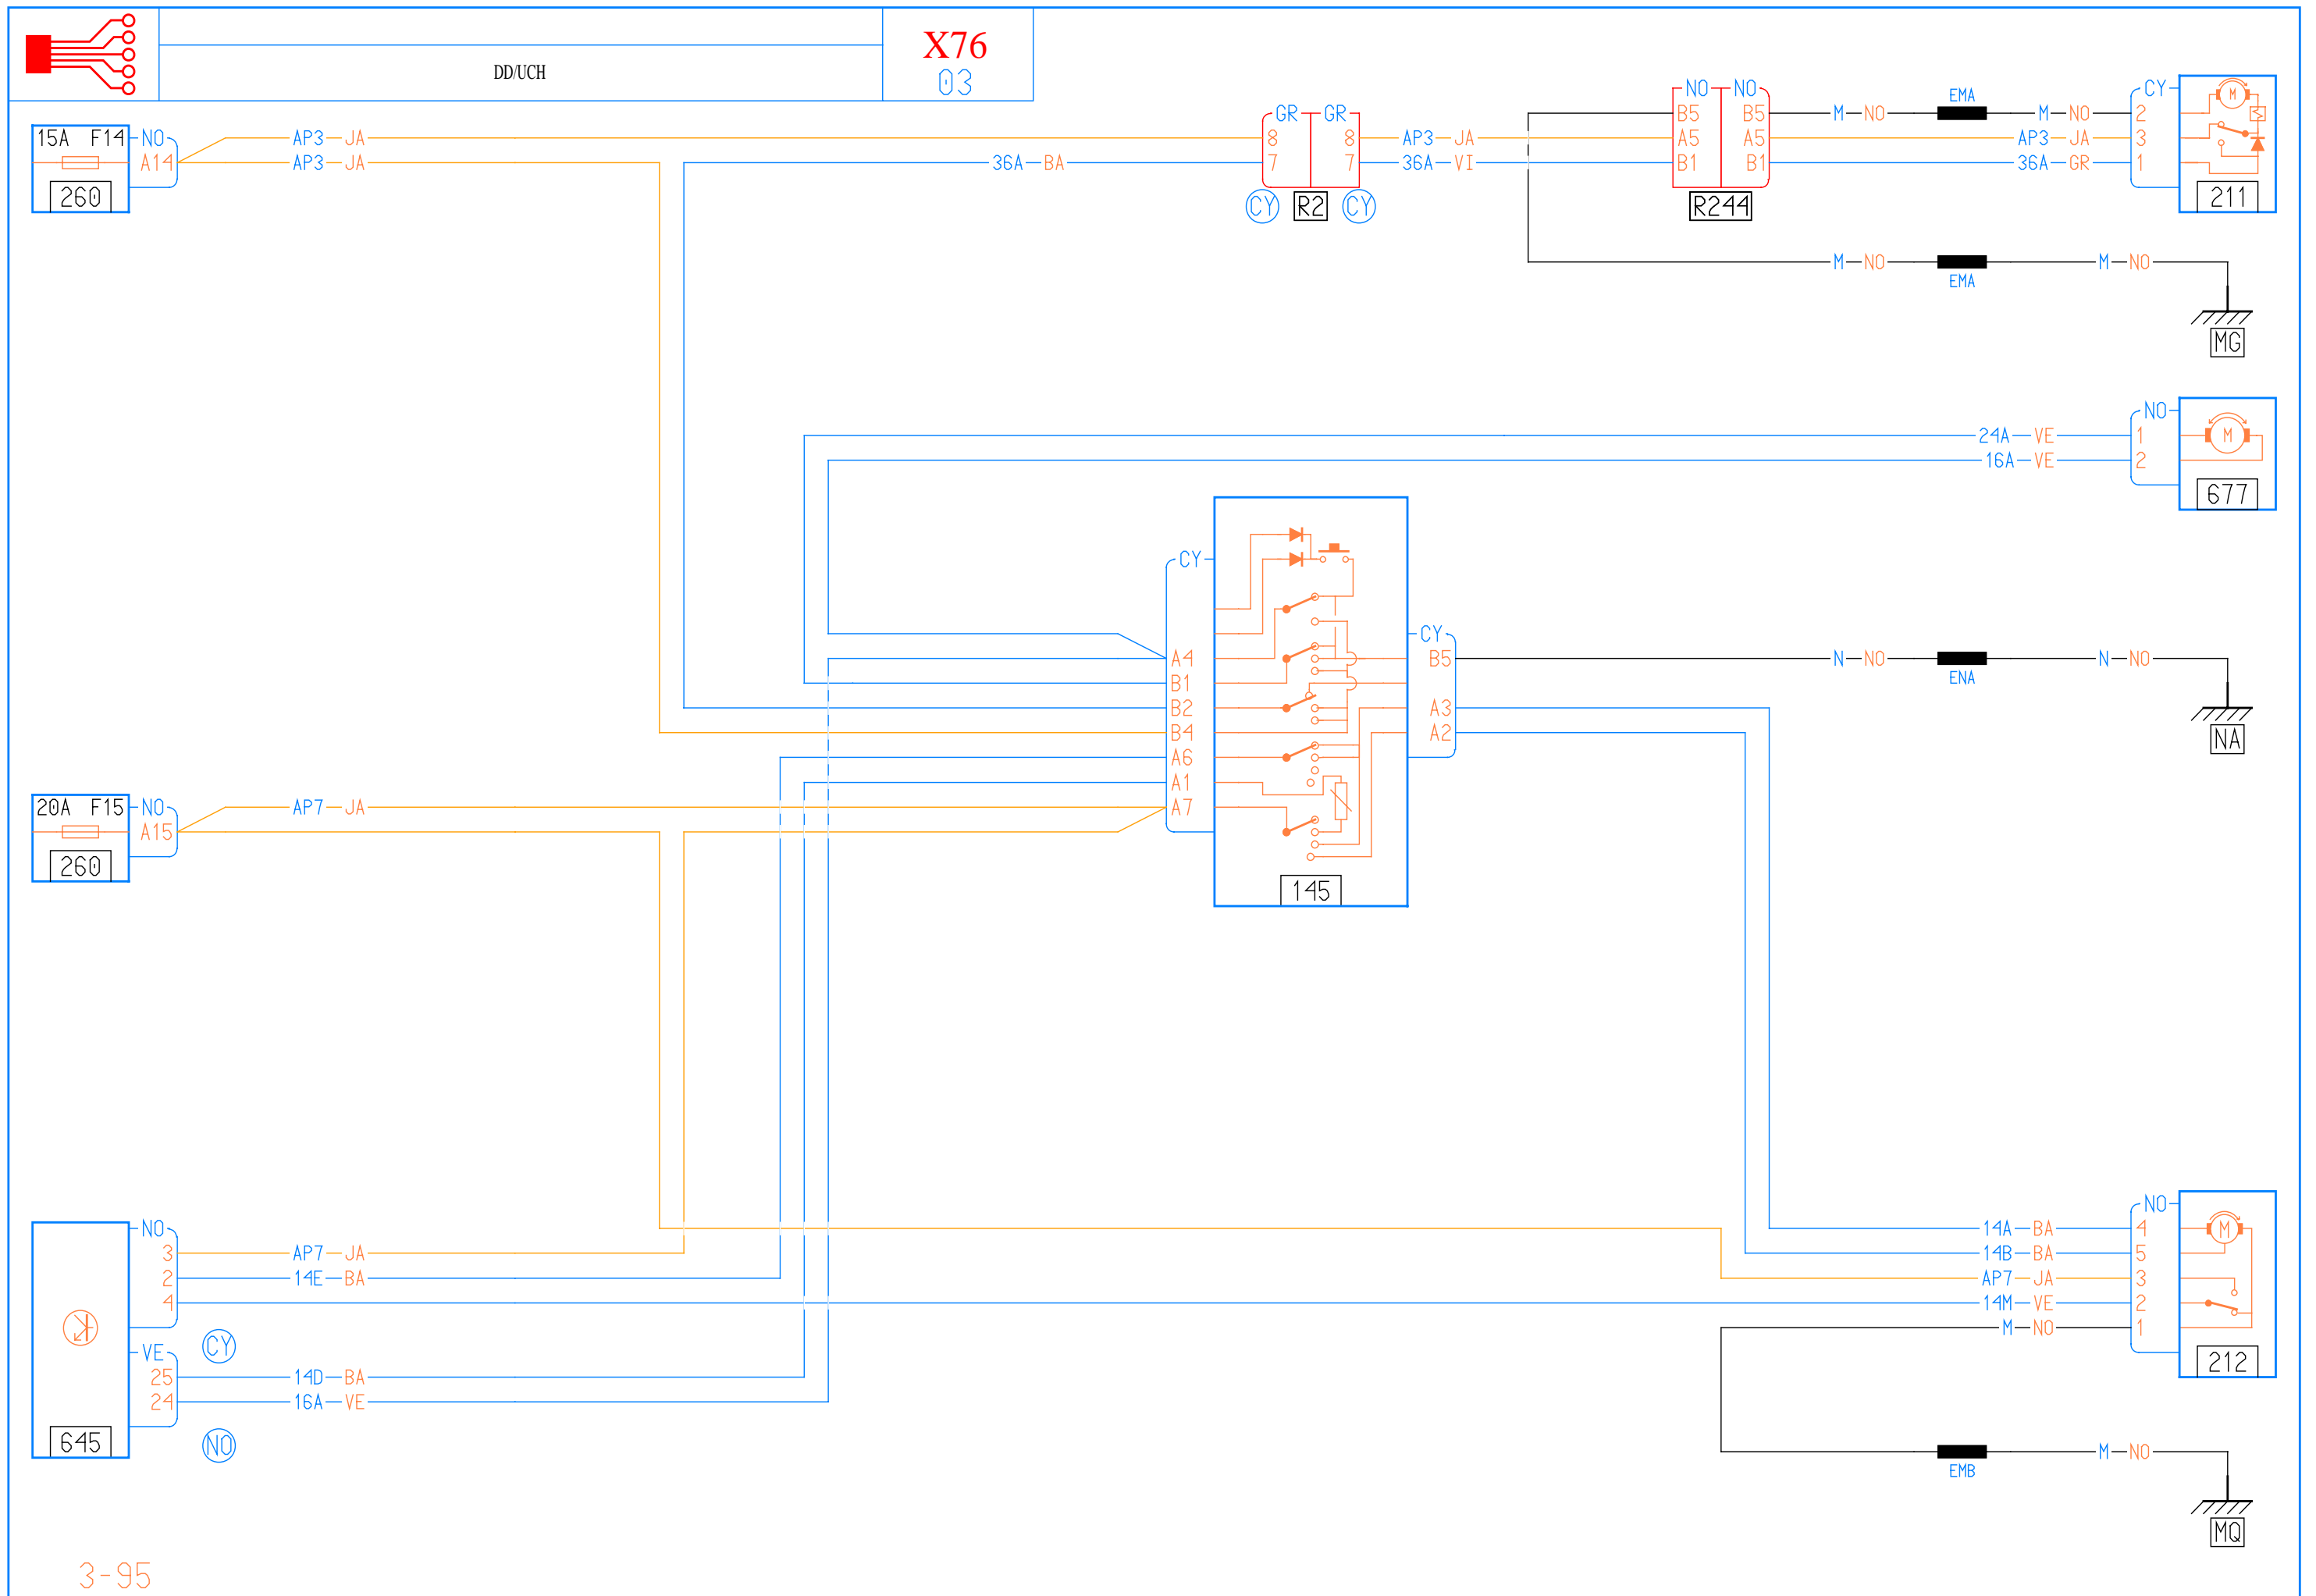 DD/UCH
X76
03
15A F14
NO
A14
260
AP3 JA
AP3 JA
36A BA
GR GR
8 8
7 7
CY R2 CY
AP3 JA
36A VI
NO NO
B5 B5
A5 A5
B1 B1
R244
M NO EMA M NO
AP3 JA
36A GR
CY
2
3
1
M
211
M NO EMA M NO
MG
24A VE
16A VE
NO
1
2
M
677
CY
A4
B1
B2
B4
A6
A1
A7
145
CY
B5
A3
A2
N NO ENA N NO
NA
20A F15
NO
A15
260
AP7 JA
NO
3
2
4
CY
VE
25
24
NO
645
AP7 JA
14E BA
14D BA
16A VE
14A BA
14B BA
AP7 JA
14M VE
M NO
NO
4
5
3
2
1
M
212
EMB M NO
MQ
3-95